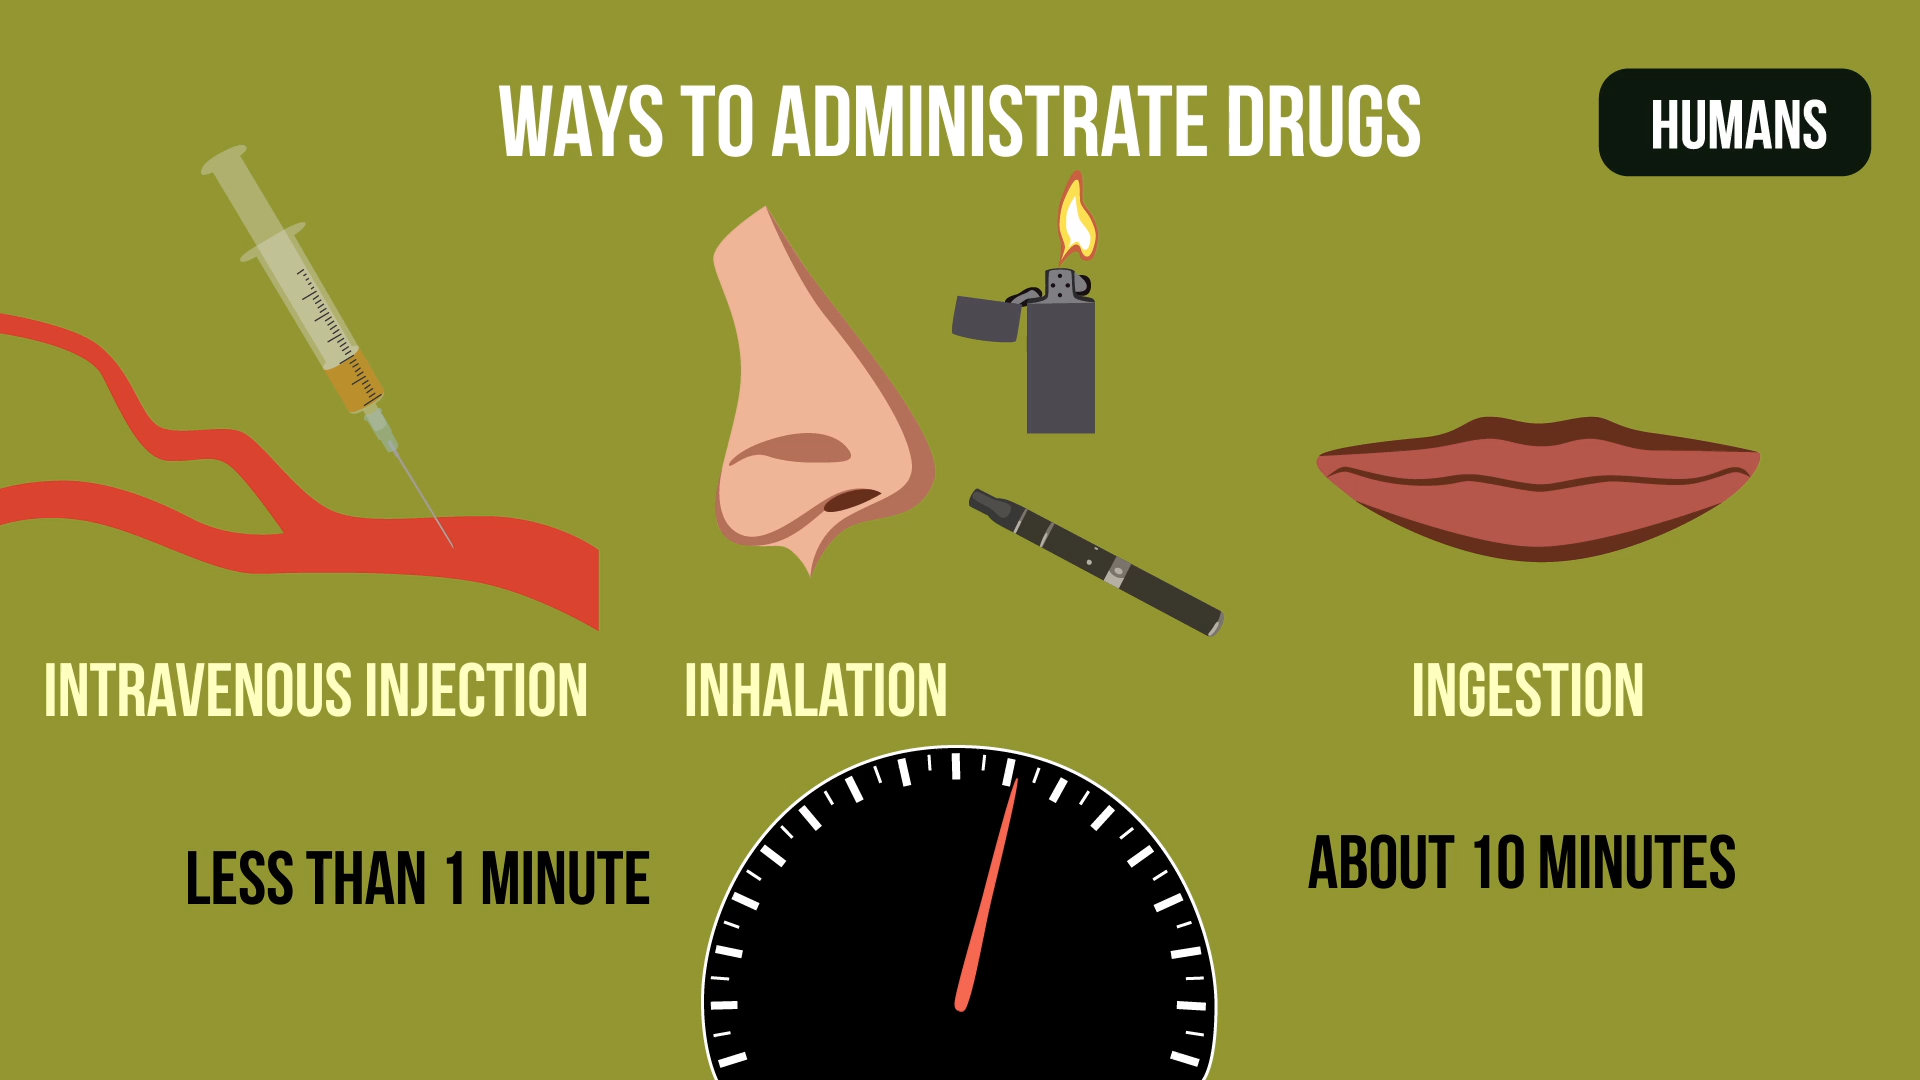 WAYS TO ADMINISTRATE DRUGS
HUMANS
INTRAVENOUS INJECTION
INHALATION
INGESTION
LESS THAN 1 MINUTE
ABOUT 10 MINUTES